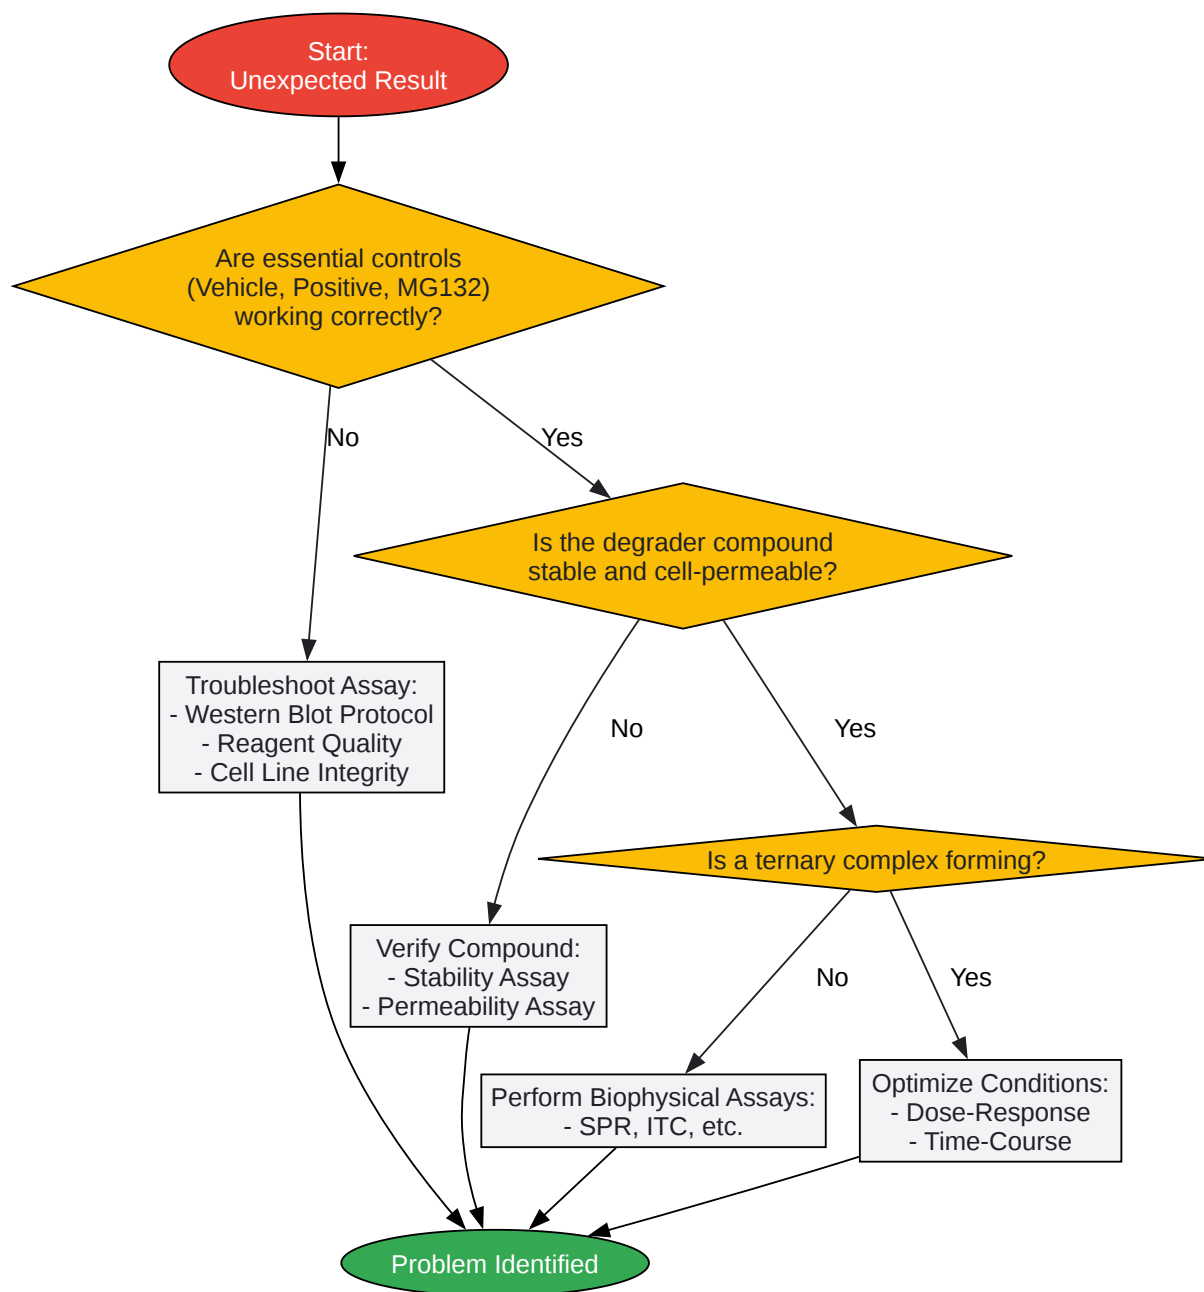 Start:
Unexpected Result
Are essential controls
(Vehicle, Positive, MG132)
working correctly?
No
Yes
Is the degrader compound
stable and cell-permeable?
Troubleshoot Assay:
- Western Blot Protocol
- Reagent Quality
- Cell Line Integrity
No
Yes
Is a ternary complex forming?
Verify Compound:
- Stability Assay
- Permeability Assay
No
Yes
Perform Biophysical Assays:
- SPR, ITC, etc.
Optimize Conditions:
- Dose-Response
- Time-Course
Problem Identified